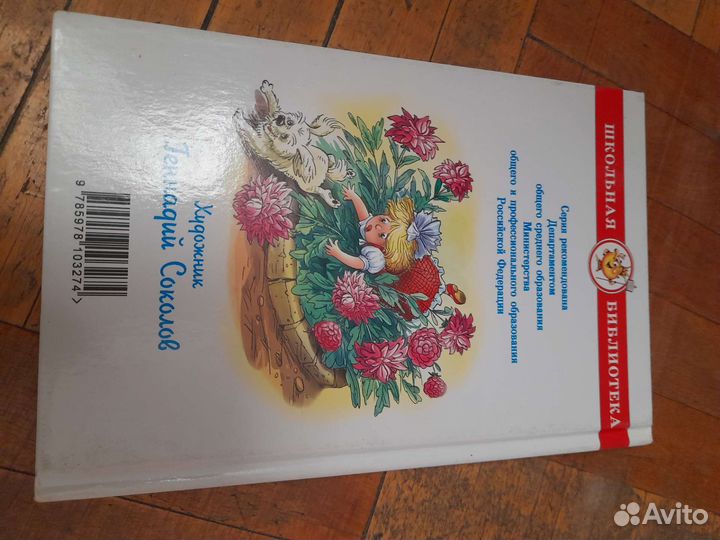 ШКОЛЬНАЯ БИБЛИОТЕКА
Серия рекомендована
Департаментом
общего среднего образования
Министерства
общего и профессионального образования
Российской Федерации
Художник
Геннадий Соколов
9 785978 103274 >
Avito